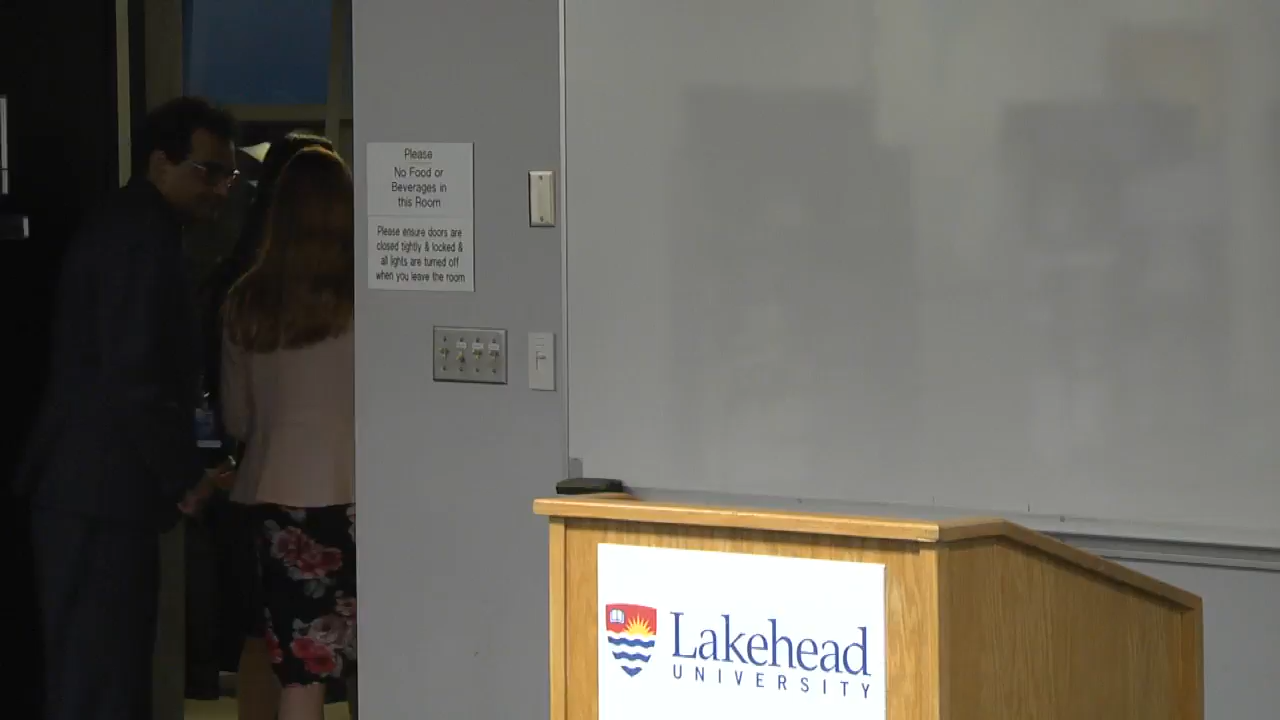 Please
No Food or
Beverages in
this Room
Please ensure doors are
closed tightly & locked &
all lights are turned off
when you leave the room
Lakehead
UNIVERSITY